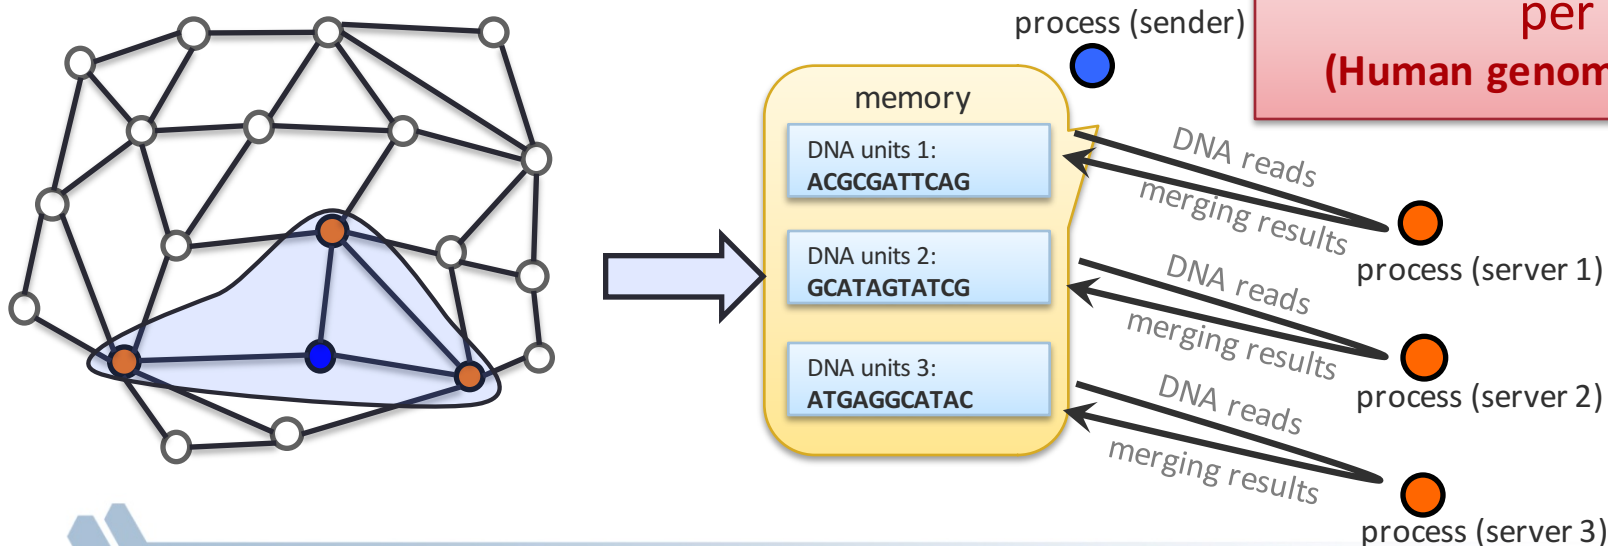 process (sender)
per
(Human genom
memory
DNA units 1:
ACGCGATTCAG
DNA reads
merging results
process (server 1)
DNA units 2:
GCATAGTATCG
DNA reads
merging results
process (server 2)
DNA units 3:
ATGAGGCATAC
DNA reads
merging results
process (server 3)